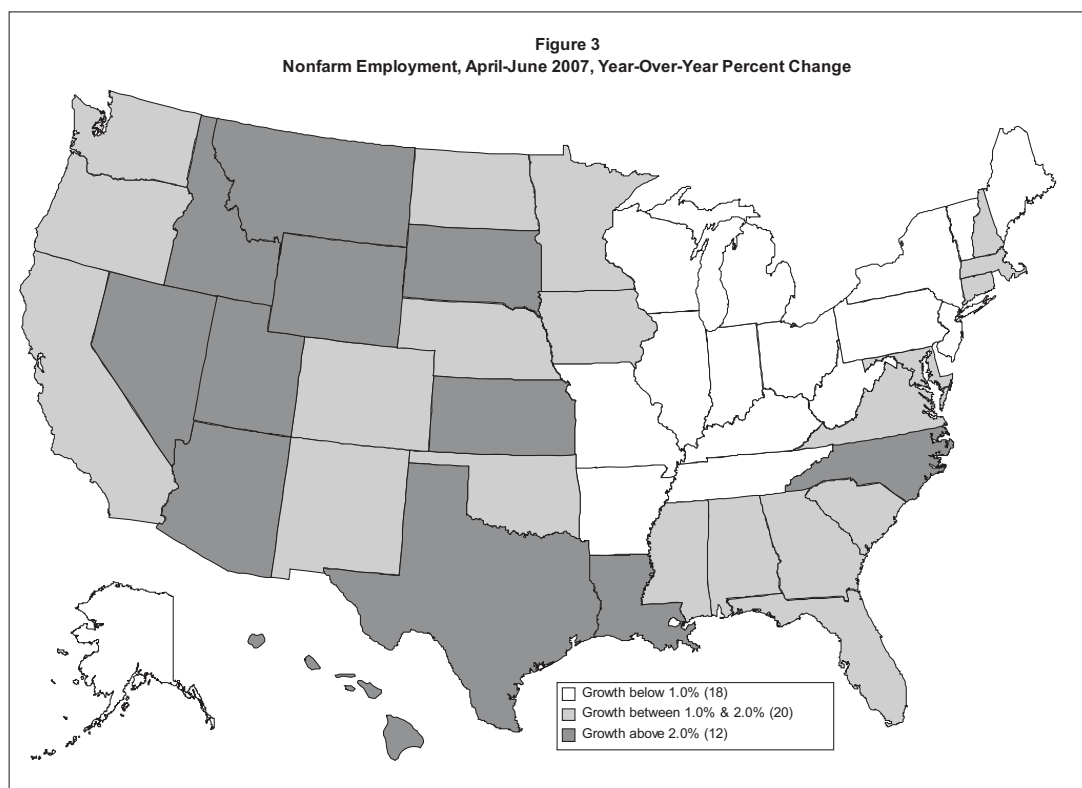 Figure 3
Nonfarm Employment, April-June 2007, Year-Over-Year Percent Change
Growth below 1.0% (18)
Growth between 1.0% & 2.0% (20)
Growth above 2.0% (12)